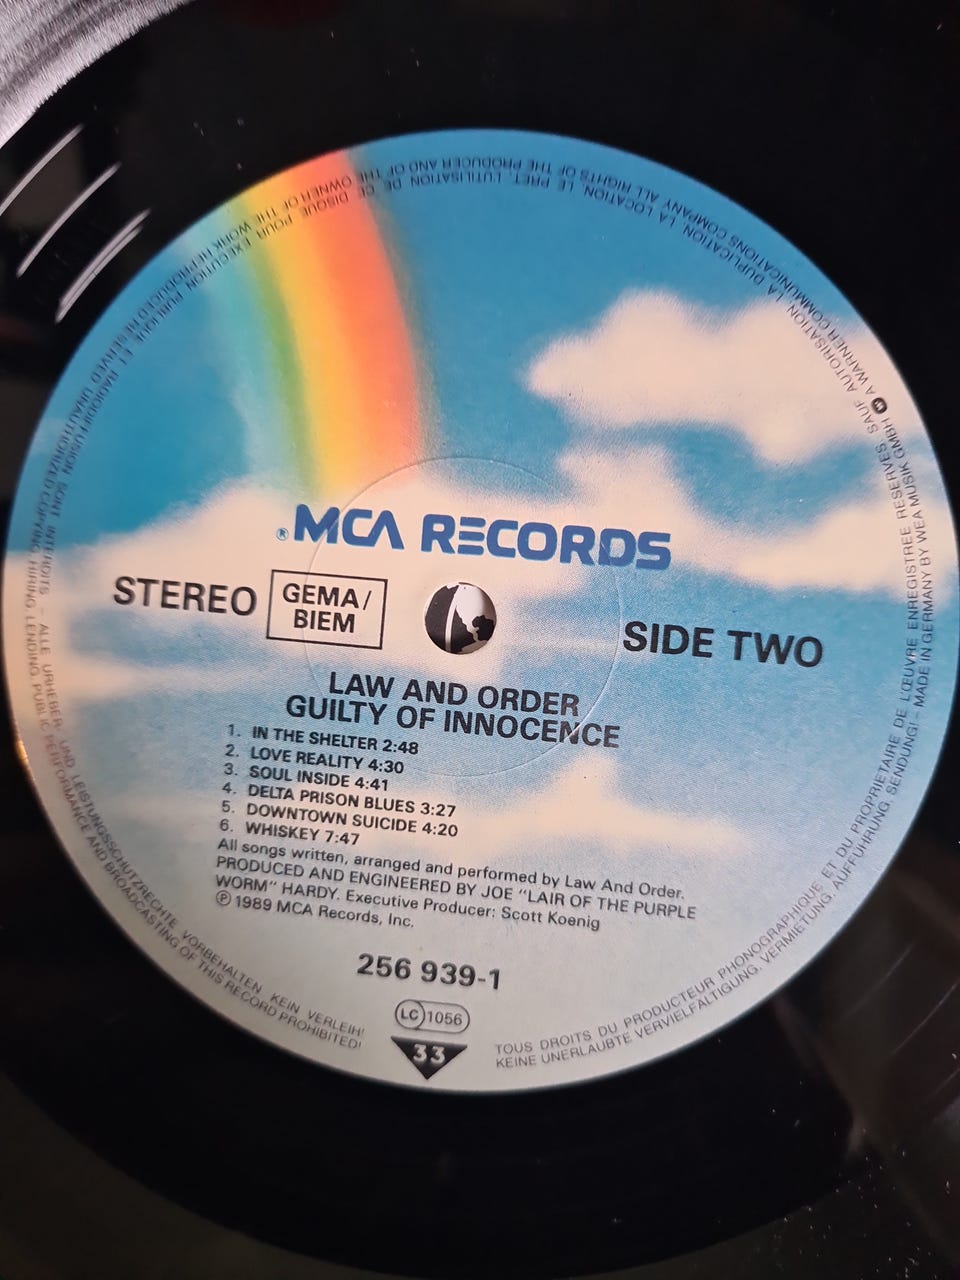 ® MCA RECORDS
STEREO
GEMA/
BIEM
SIDE TWO
LAW AND ORDER
GUILTY OF INNOCENCE
1. IN THE SHELTER 2:48
2. LOVE REALITY 4:30
3. SOUL INSIDE 4:41
4. DELTA PRISON BLUES 3:27
5. DOWNTOWN SUICIDE 4:20
6. WHISKEY 7:47
All songs written, arranged and performed by Law And Order.
PRODUCED AND ENGINEERED BY JOE "LAIR OF THE PURPLE
WORM" HARDY. Executive Producer: Scott Koenig
℗ 1989 MCA Records, Inc.
256 939-1
LC 1056
33
TOUS DROITS DU PRODUCTEUR PHONOGRAPHIQUE ET DU PROPRIETAIRE DE L'ŒUVRE ENREGISTREE RESERVES. SAUF AUTORISATION, LA DUPLICATION, LA LOCATION, LE PRET, L'UTILISATION DE CE DISQUE POUR EXECUTION PUBLIQUE ET RADIODIFFUSION SONT INTERDITS – ALLE URHEBER- UND LEISTUNGSSCHUTZRECHTE VORBEHALTEN KEIN VERLEIH!
KEINE UNERLAUBTE VERVIELFÄLTIGUNG, VERMIETUNG, AUFFÜHRUNG, SENDUNG! – MADE IN GERMANY BY WEA MUSIK GMBH A WARNER COMMUNICATIONS COMPANY ALL RIGHTS OF THE PRODUCER AND OF THE OWNER OF THE WORK REPRODUCED RESERVED UNAUTHORIZED COPYING, HIRING, LENDING, PUBLIC PERFORMANCE AND BROADCASTING OF THIS RECORD PROHIBITED!